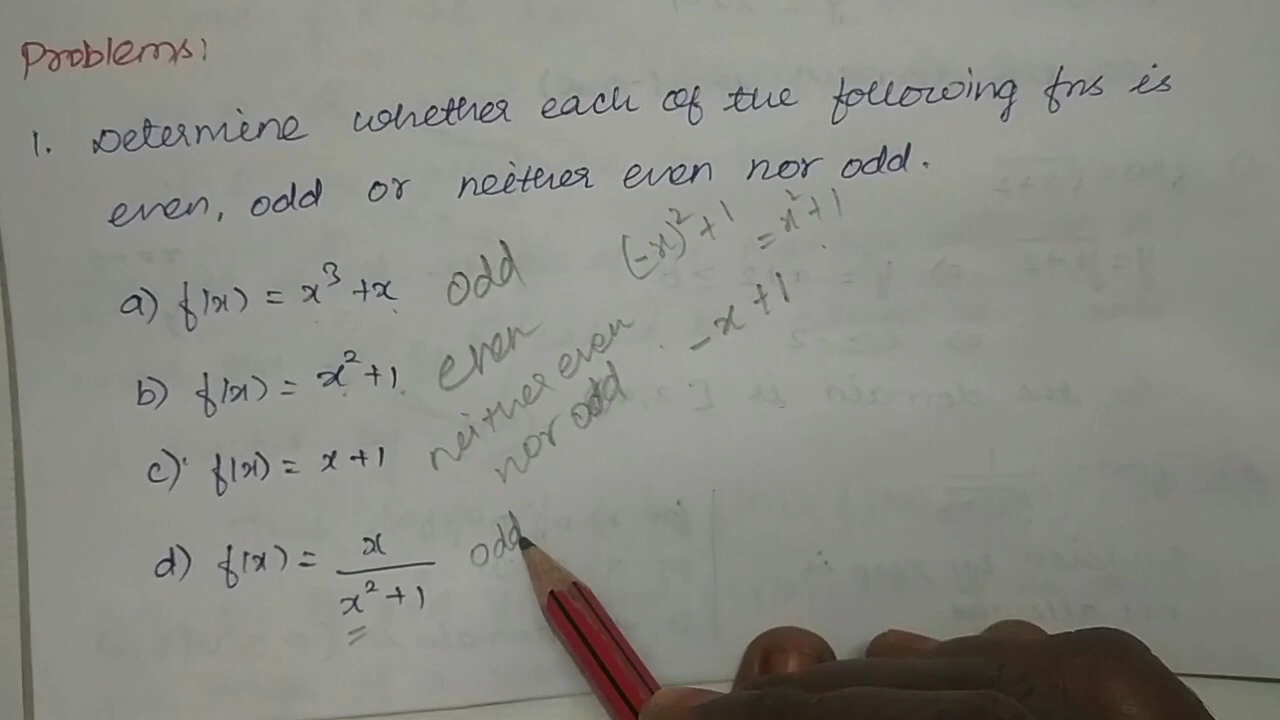 Problems:
1. Determine whether each of the following fns is
even, odd or neither even nor odd.
(-x)² + 1 = x² + 1
a) f(x) = x³ + x odd
-x + 1
b) f(x) = x² + 1 even
c) f(x) = x + 1 neither even
nor odd
d) f(x) = x / (x² + 1) odd